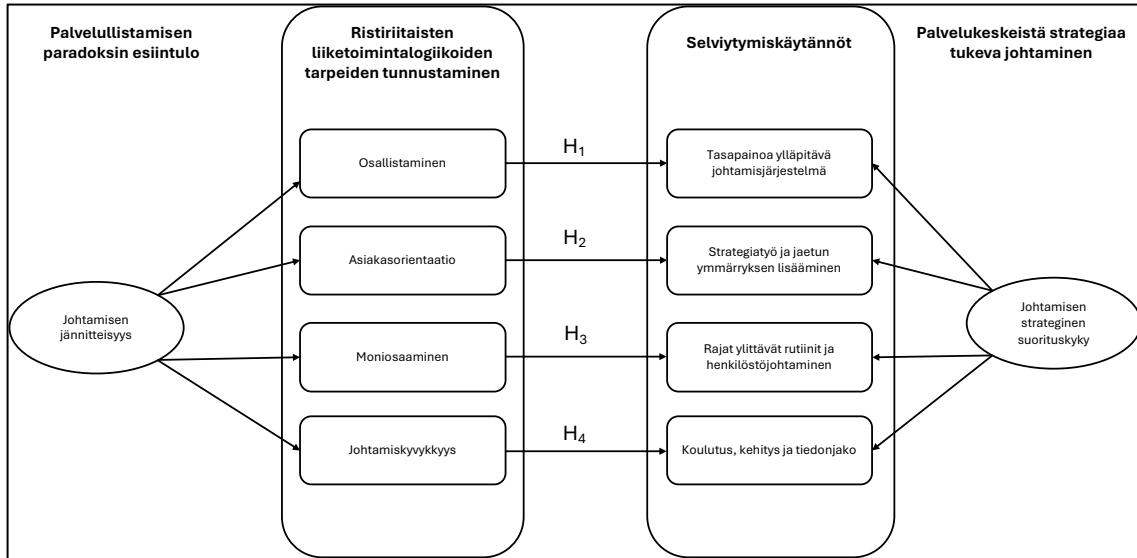 Palvelullistamisen
paradoksin esiintulo
Ristiriitaisten
liiketoimintalogiikoiden
tarpeiden tunnustaminen
Selviytymiskäytännöt
Palvelukeskeistä strategiaa
tukeva johtaminen
Johtamisen
jännitteisyys
Osallistaminen
H1
Tasapainoa ylläpitävä
johtamisjärjestelmä
Asiakasorientaatio
H2
Strategiatyö ja jaetun
ymmärryksen lisääminen
Moniosaaminen
H3
Rajat ylittävät rutiinit ja
henkilöstöjohtaminen
Johtamiskyvykkyys
H4
Koulutus, kehitys ja tiedonjako
Johtamisen
strateginen
suorituskyky